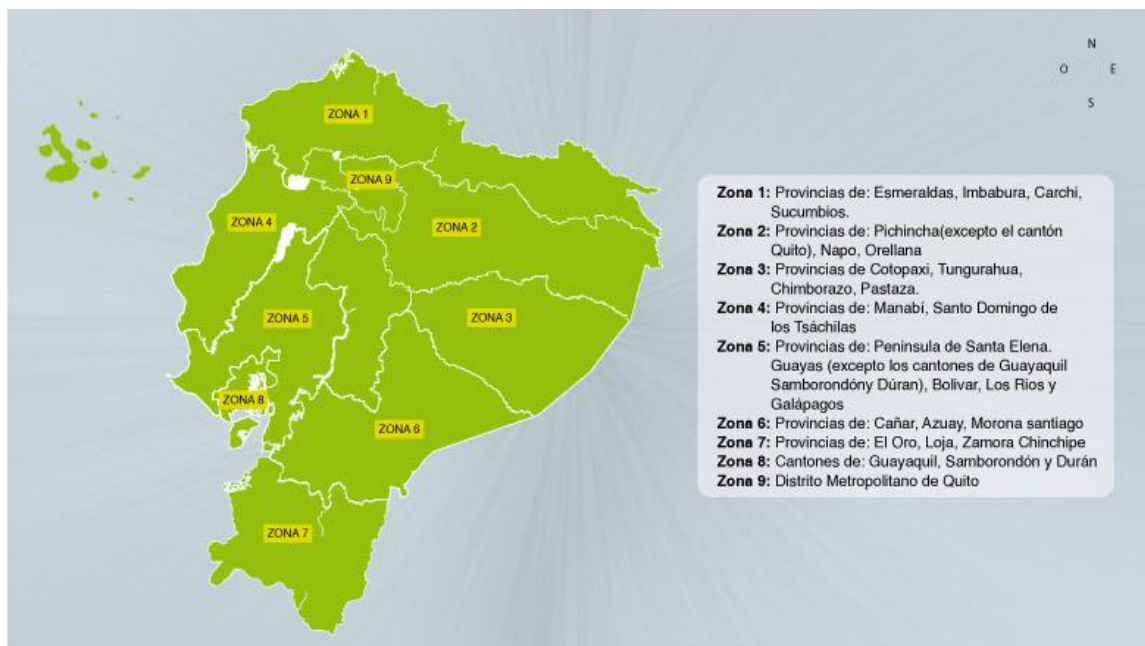 N
O E
S
ZONA 1
ZONA 9
ZONA 4
ZONA 2
ZONA 5
ZONA 3
ZONA 8
ZONA 6
ZONA 7
Zona 1: Provincias de: Esmeraldas, Imbabura, Carchi,
Sucumbios.
Zona 2: Provincias de: Pichincha(excepto el cantón
Quito), Napo, Orellana
Zona 3: Provincias de Cotopaxi, Tungurahua,
Chimborazo, Pastaza.
Zona 4: Provincias de: Manabí, Santo Domingo de
los Tsáchilas
Zona 5: Provincias de: Peninsula de Santa Elena.
Guayas (excepto los cantones de Guayaquil
Samborondóny Dúran), Bolivar, Los Rios y
Galápagos
Zona 6: Provincias de: Cañar, Azuay, Morona santiago
Zona 7: Provincias de: El Oro, Loja, Zamora Chinchipe
Zona 8: Cantones de: Guayaquil, Samborondón y Durán
Zona 9: Distrito Metropolitano de Quito